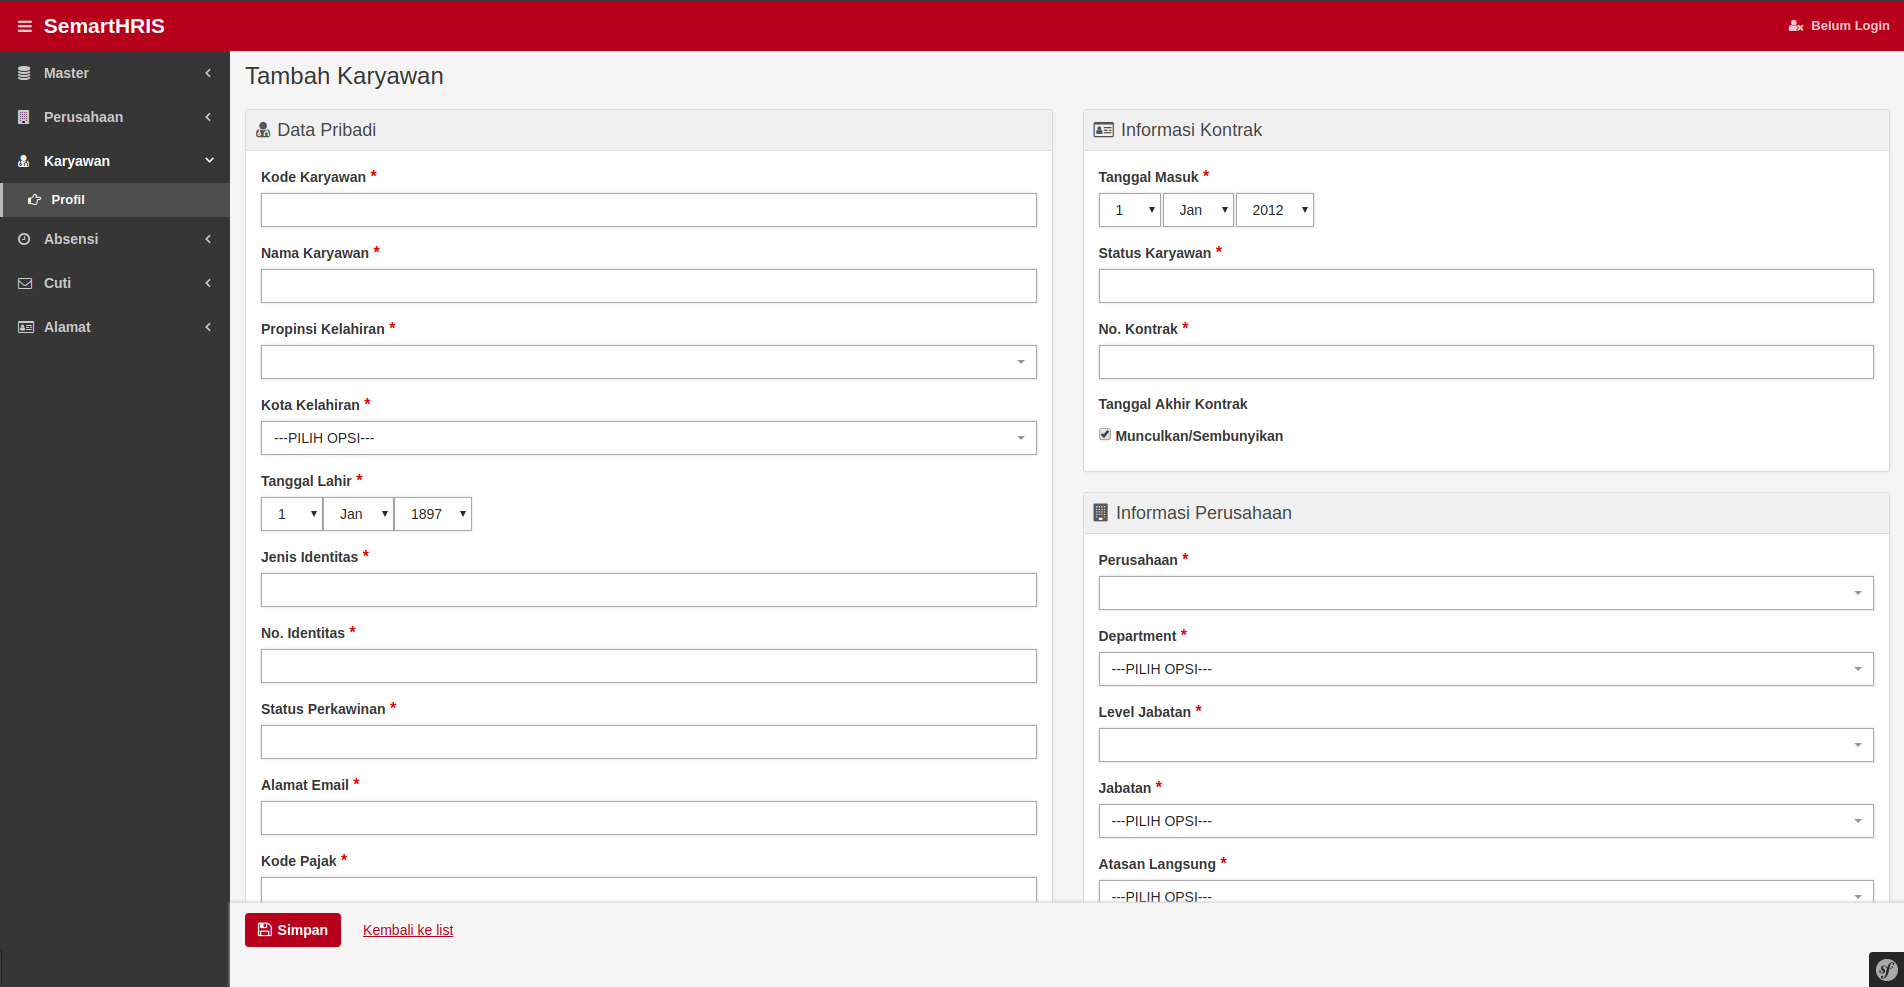 SemartHRIS
Belum Login
Master
Perusahaan
Karyawan
Profil
Absensi
Cuti
Alamat
Tambah Karyawan
Data Pribadi
Kode Karyawan *
Nama Karyawan *
Propinsi Kelahiran *
Kota Kelahiran *
---PILIH OPSI---
Tanggal Lahir *
1 Jan 1897
Jenis Identitas *
No. Identitas *
Status Perkawinan *
Alamat Email *
Kode Pajak *
Informasi Kontrak
Tanggal Masuk *
1 Jan 2012
Status Karyawan *
No. Kontrak *
Tanggal Akhir Kontrak
Munculkan/Sembunyikan
Informasi Perusahaan
Perusahaan *
Department *
---PILIH OPSI---
Level Jabatan *
Jabatan *
---PILIH OPSI---
Atasan Langsung *
---PILIH OPSI---
Simpan
Kembali ke list
sf